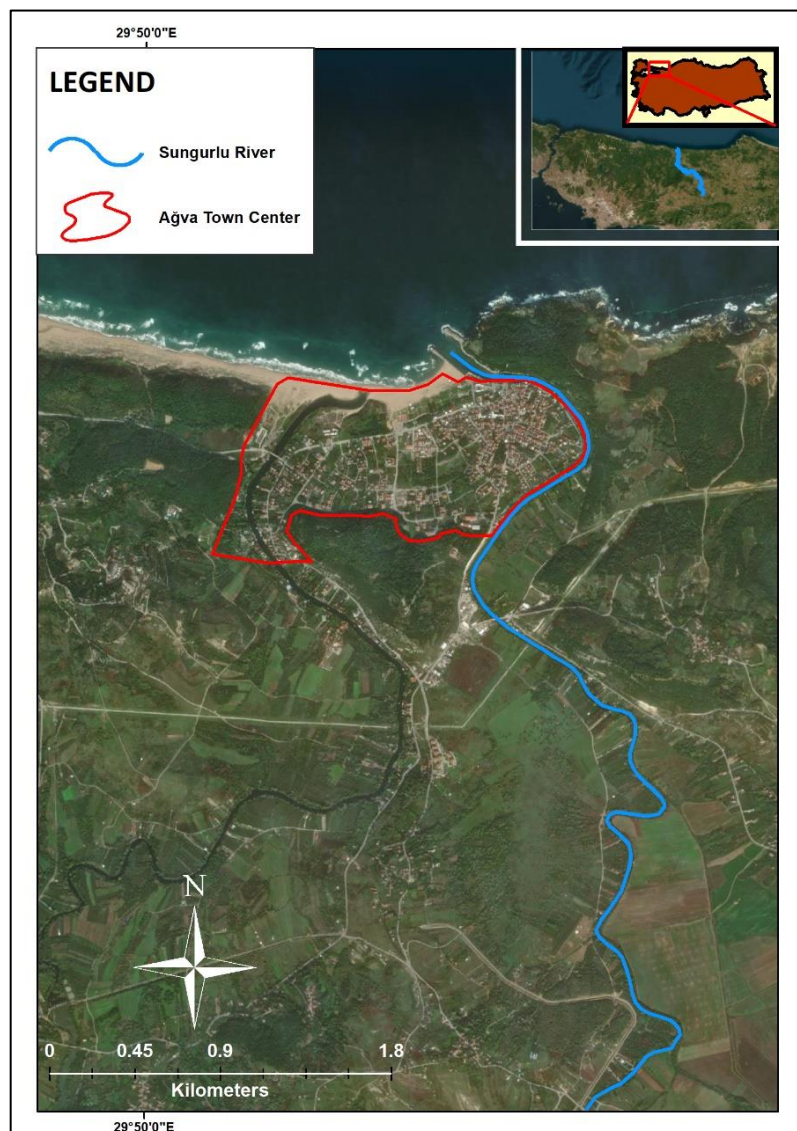 29°50'0"E
LEGEND
Sungurlu River
Ağva Town Center
N
0 0.45 0.9 1.8
Kilometers
29°50'0"E